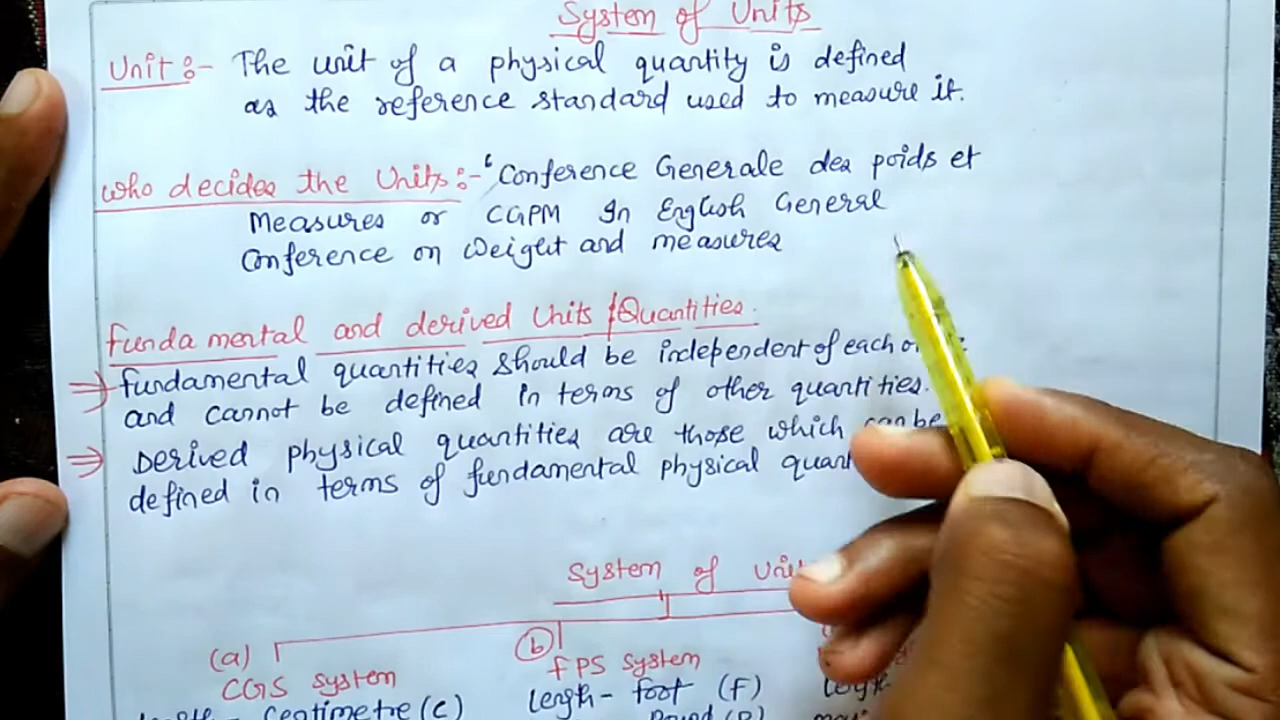 System of Units
Unit :- The unit of a physical quantity is defined
as the reference standard used to measure it.
who decides the Units :- ‘Conference Generale des poids et
Measures or CGPM In English General
Conference on Weight and measures
Fundamental and derived Units / Quantities.
⇒ fundamental quantities should be independent of each
and cannot be defined in terms of other quantities.
⇒ Derived physical quantities are those which can be
defined in terms of fundamental physical
System of
(a) (b)
CGS system FPS system
centimetre (C) length - foot (F)